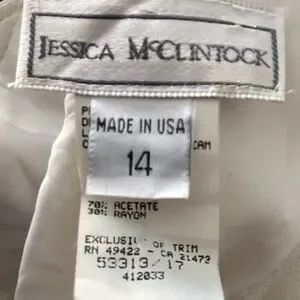 JESSICA MCCLINTOCK
MADE IN USA
14
70% ACETATE
30% RAYON
OF TRIM
RN 49422 - CA 21472
53313/17
412033